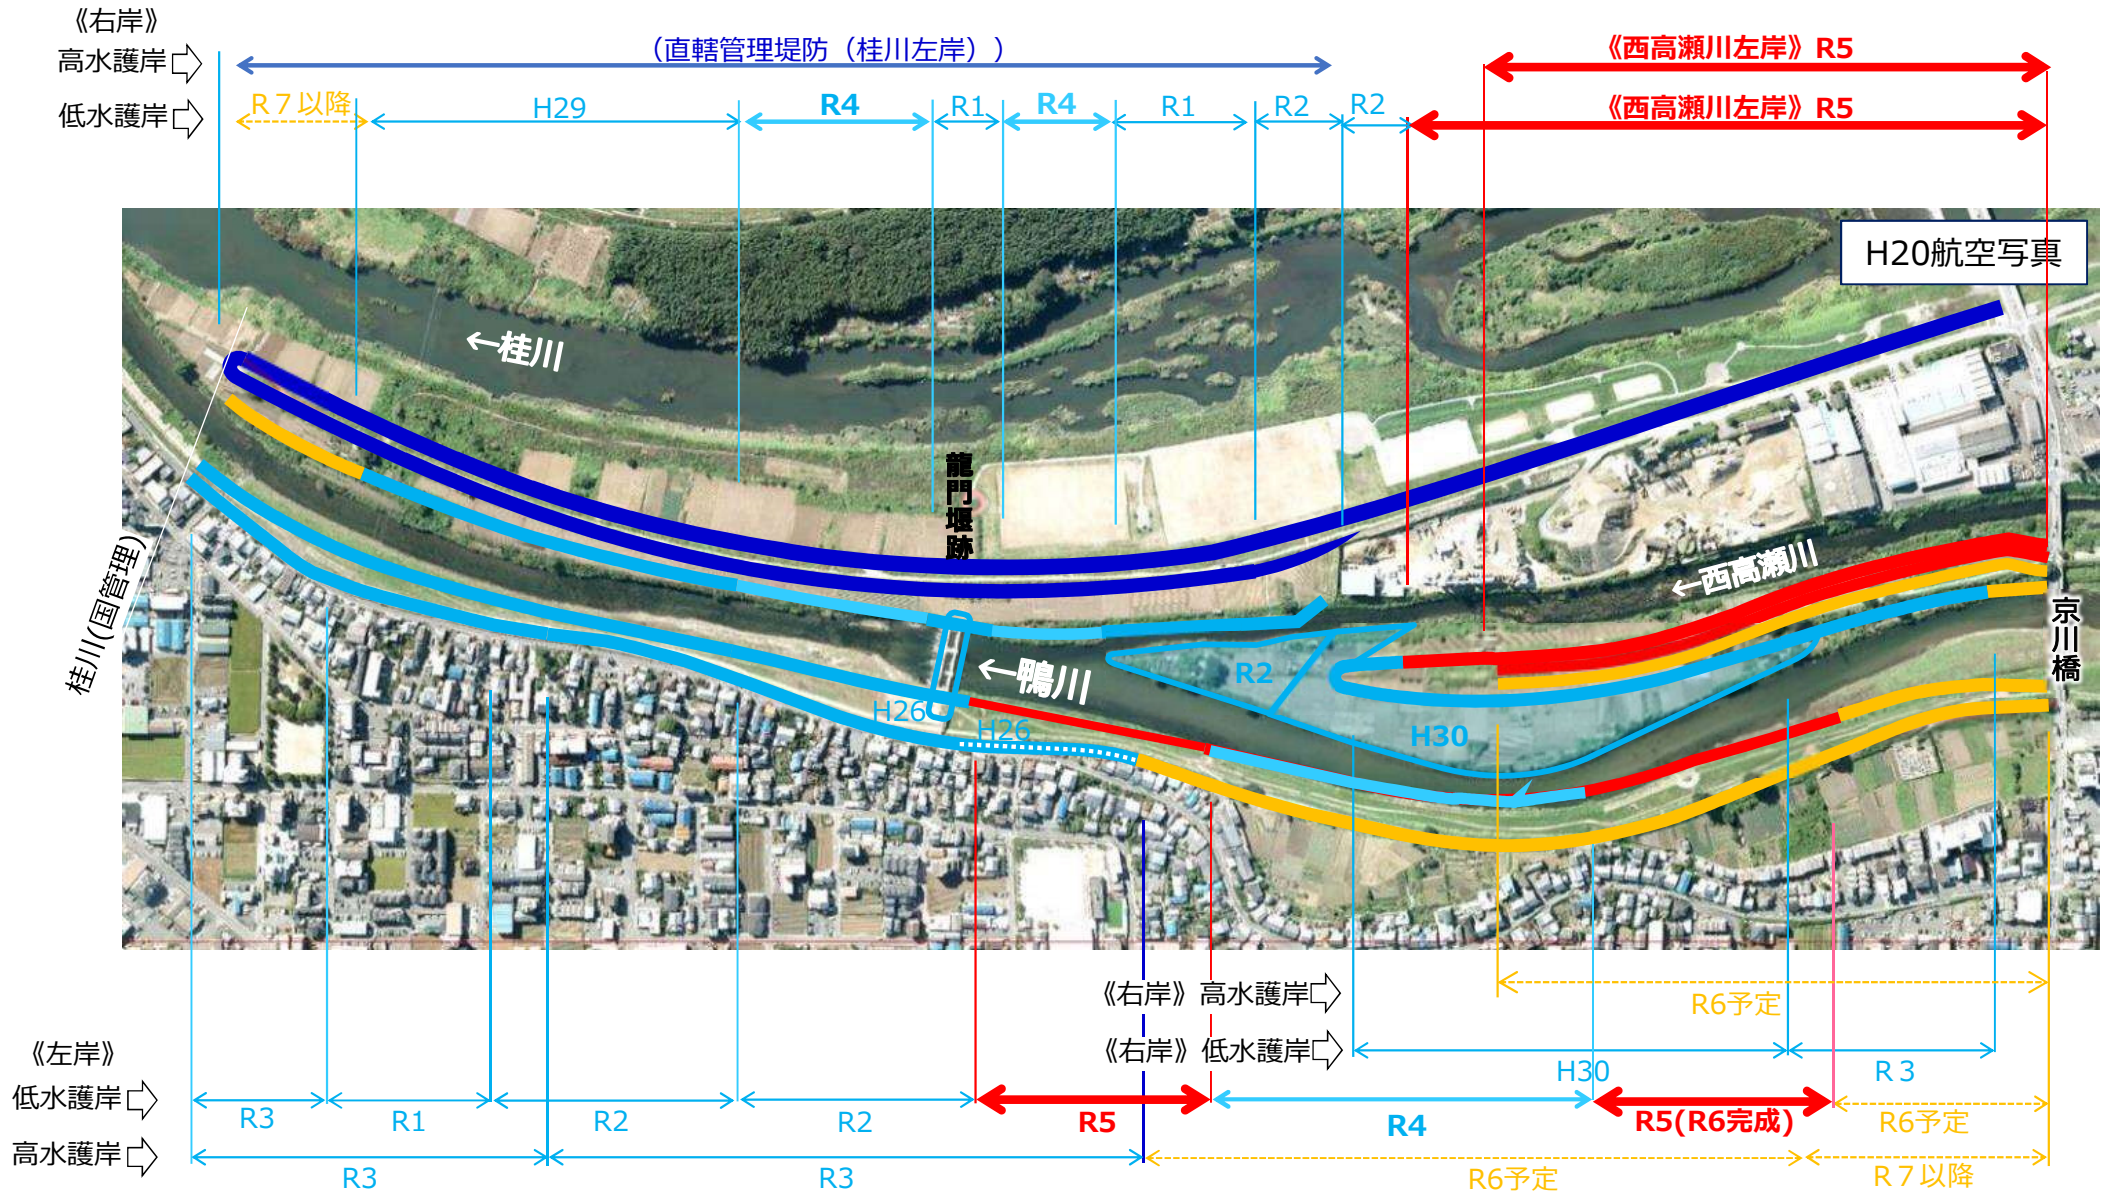 《右岸》
高水護岸
（直轄管理堤防（桂川左岸））
《西高瀬川左岸》R5
低水護岸
R７以降
H29
R4
R1
R4
R1
R2
R2
《西高瀬川左岸》R5
H20航空写真
←桂川
龍門堰跡
←西高瀬川
京川橋
桂川(国管理)
←鴨川
R2
H26
H26
H30
《右岸》高水護岸
R6予定
《右岸》低水護岸
H30
R３
《左岸》
低水護岸
R3
R1
R2
R2
R5
R4
R5(R6完成)
R6予定
高水護岸
R3
R3
R6予定
R７以降